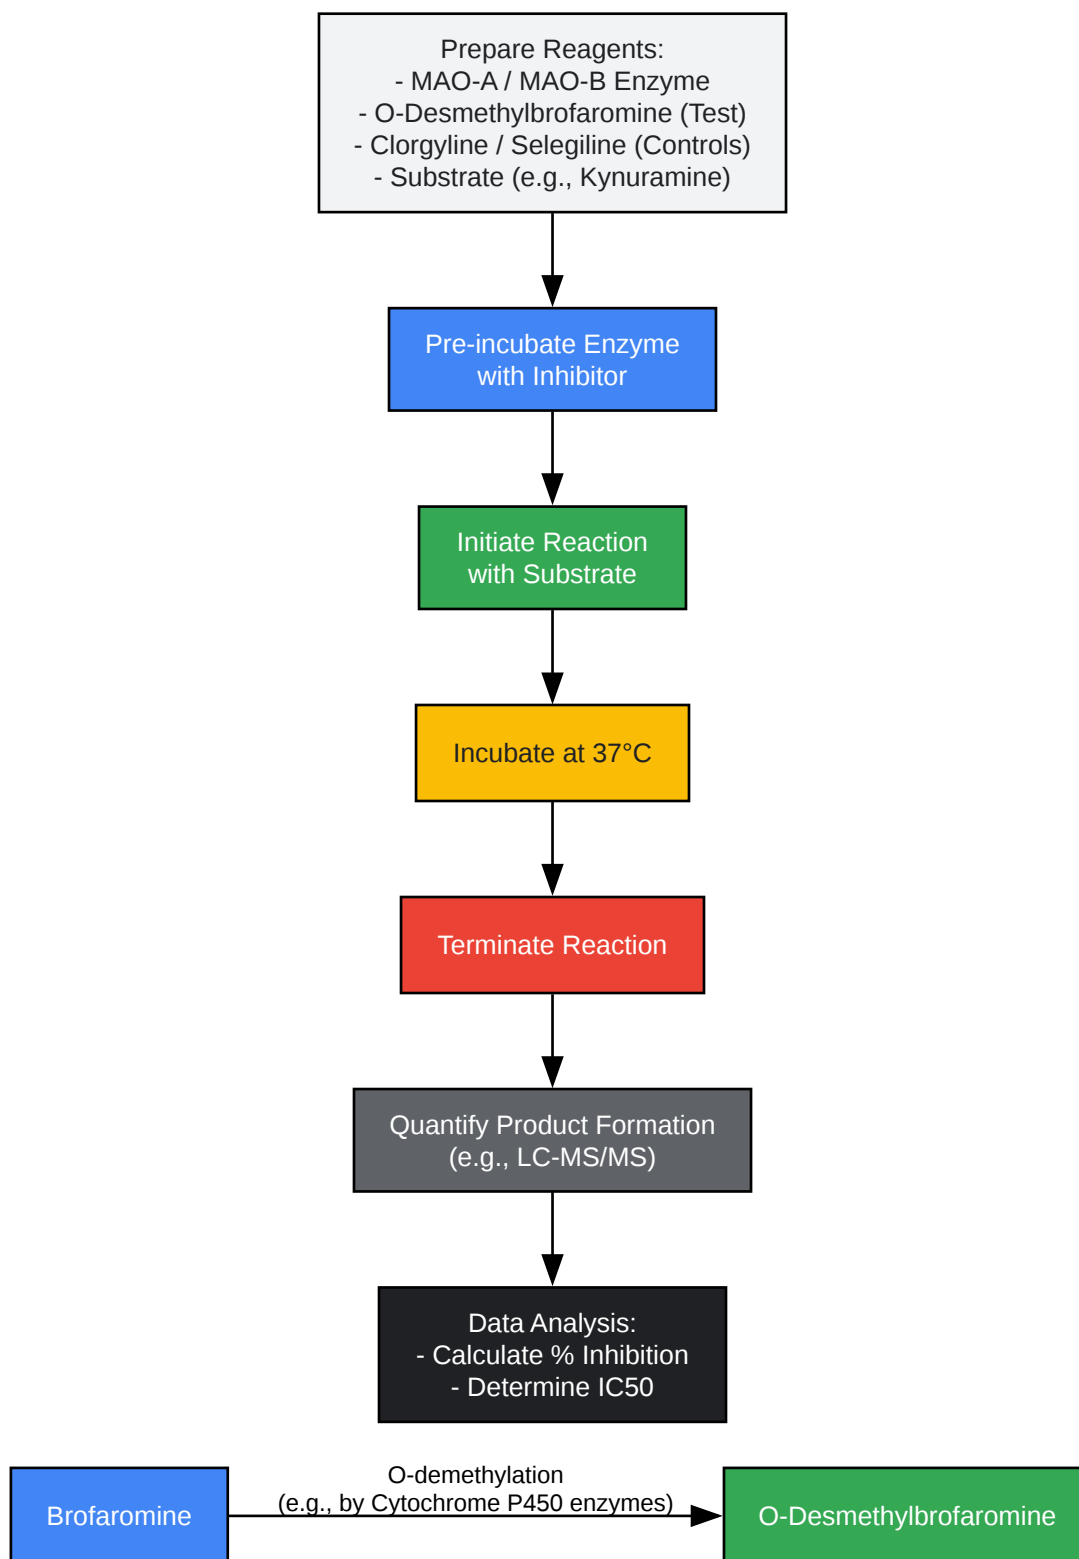 Prepare Reagents:
- MAO-A / MAO-B Enzyme
- O-Desmethylbrofaromine (Test)
- Clorgyline / Selegiline (Controls)
- Substrate (e.g., Kynuramine)
Pre-incubate Enzyme
with Inhibitor
Initiate Reaction
with Substrate
Incubate at 37°C
Terminate Reaction
Quantify Product Formation
(e.g., LC-MS/MS)
Data Analysis:
- Calculate % Inhibition
- Determine IC50
Brofaromine
O-demethylation
(e.g., by Cytochrome P450 enzymes)
O-Desmethylbrofaromine